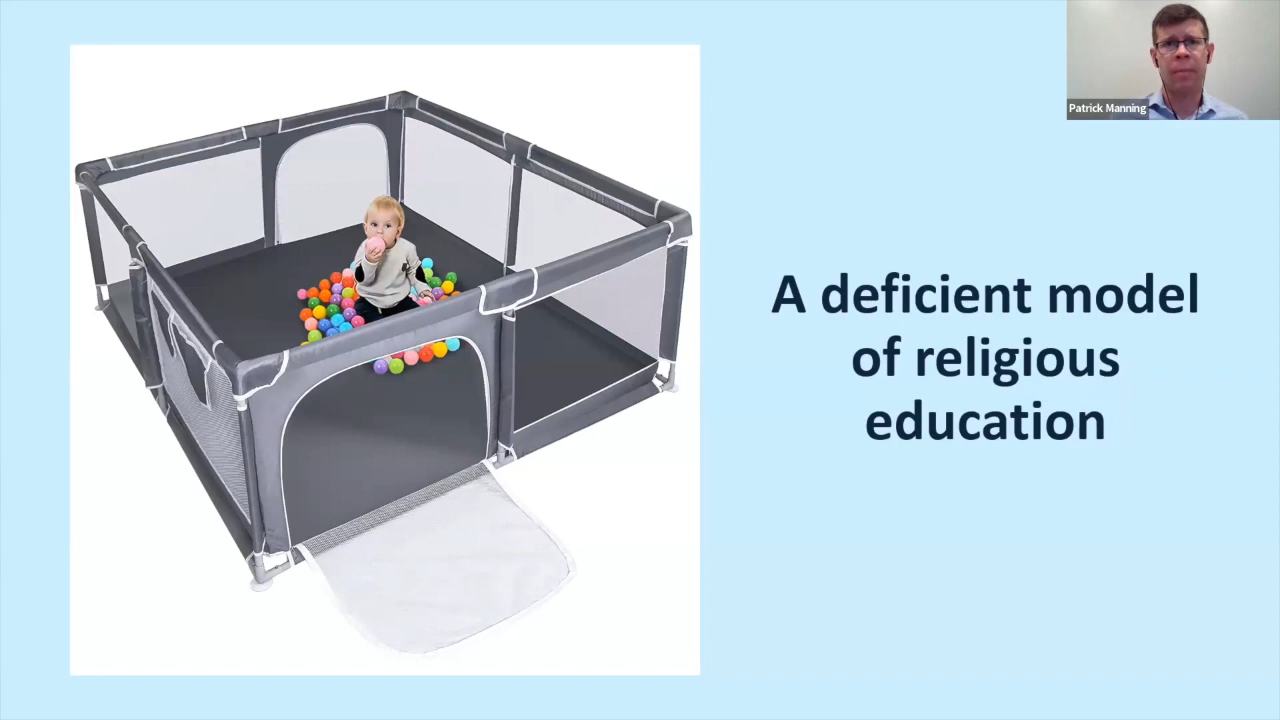 Patrick Manning
A deficient model
of religious
education